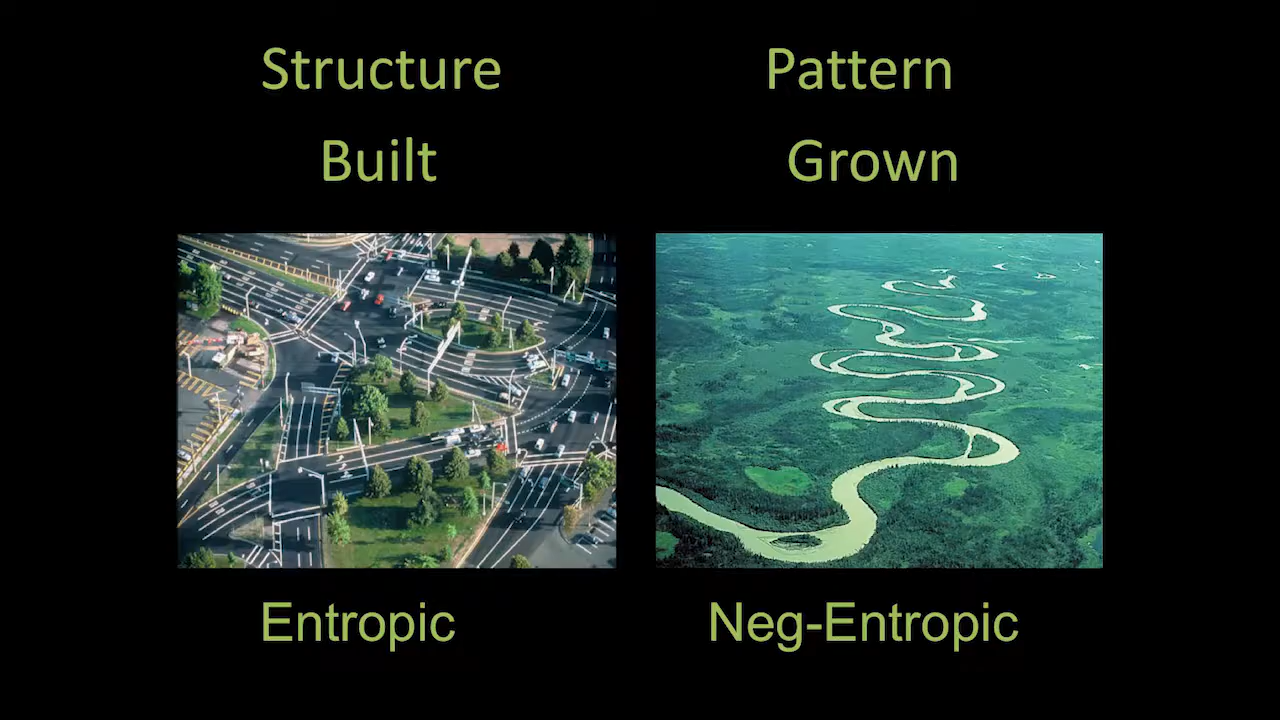 Structure
Pattern
Built
Grown
Entropic
Neg-Entropic